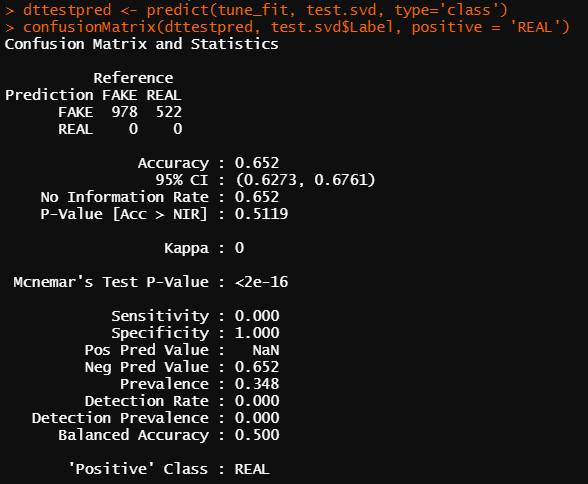 > dttestpred <- predict(tune_fit, test.svd, type='class')
> confusionMatrix(dttestpred, test.svd$Label, positive = 'REAL')
Confusion Matrix and Statistics
Reference
Prediction FAKE REAL
FAKE 978 522
REAL 0 0
Accuracy : 0.652
95% CI : (0.6273, 0.6761)
No Information Rate : 0.652
P-Value [Acc > NIR] : 0.5119
Kappa : 0
Mcnemar's Test P-Value : <2e-16
Sensitivity : 0.000
Specificity : 1.000
Pos Pred Value : NaN
Neg Pred Value : 0.652
Prevalence : 0.348
Detection Rate : 0.000
Detection Prevalence : 0.000
Balanced Accuracy : 0.500
'Positive' Class : REAL